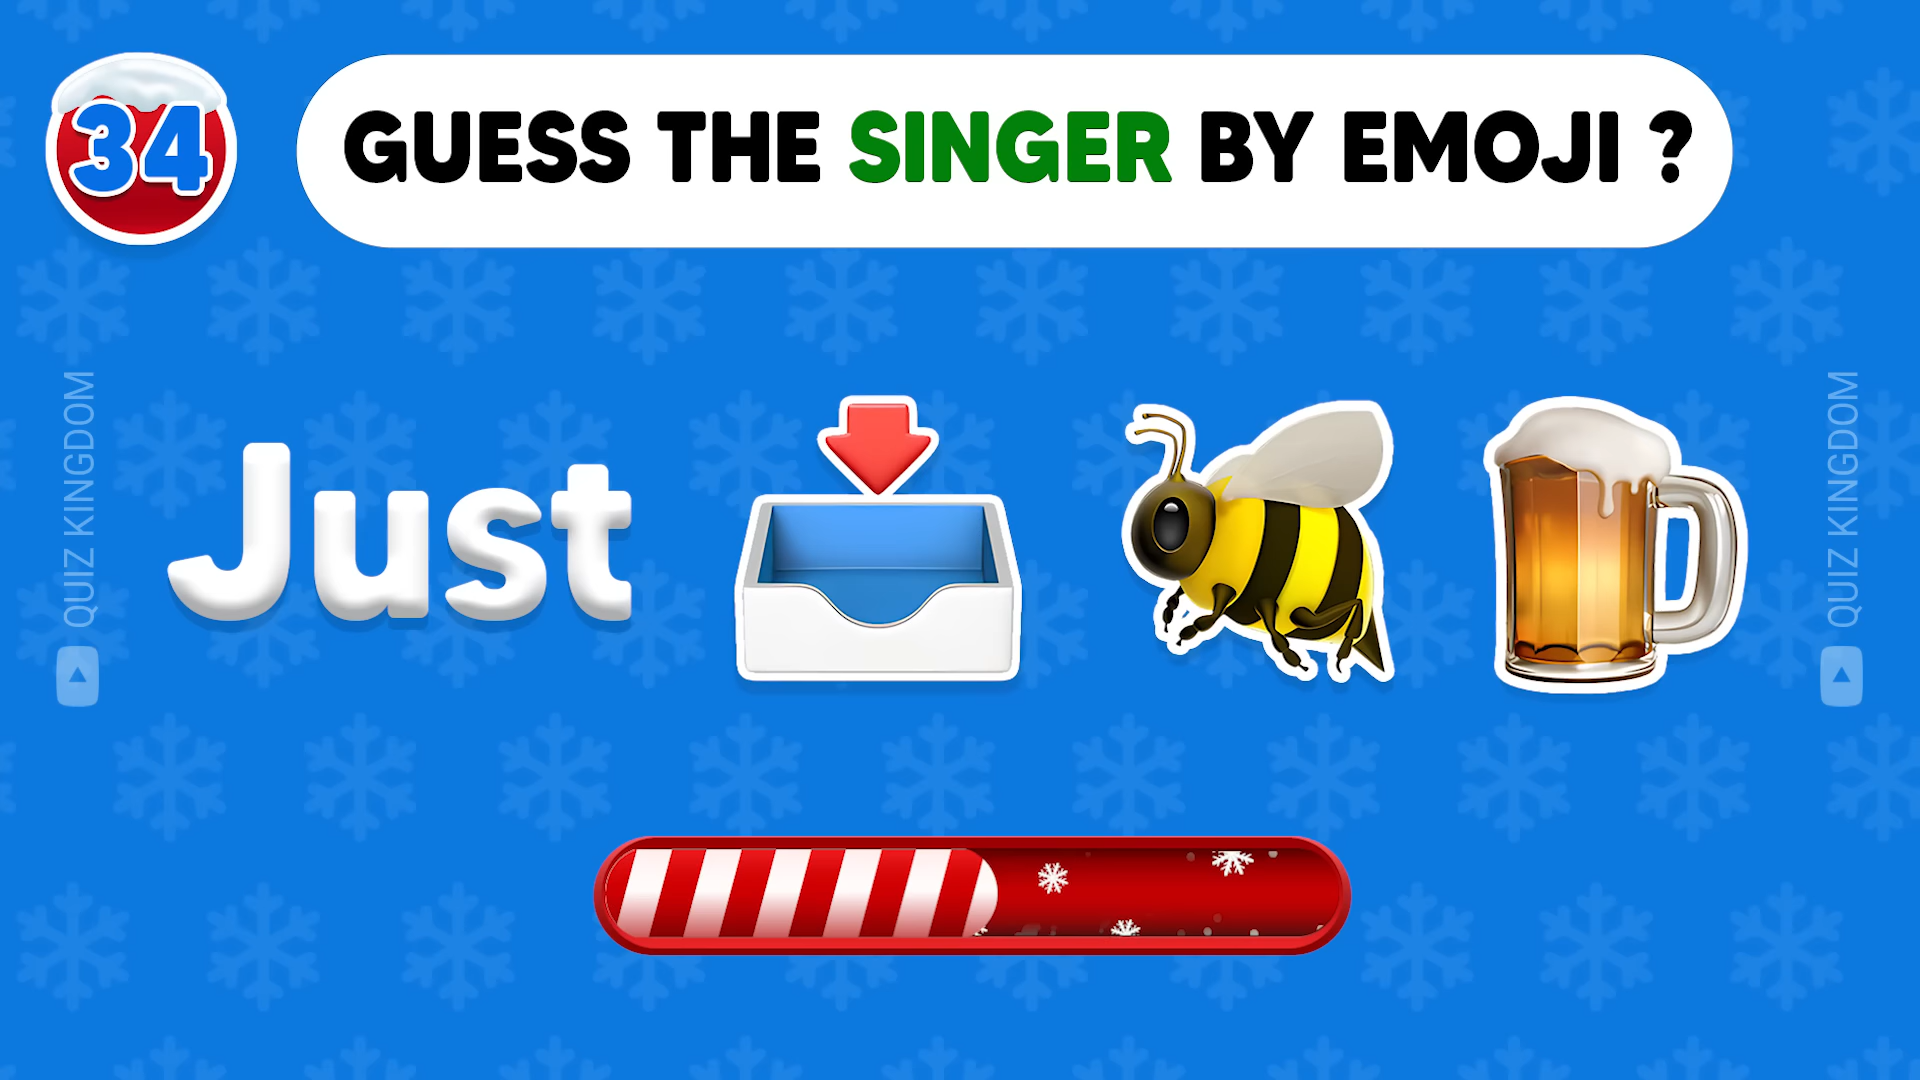 34
GUESS THE SINGER BY EMOJI ?
QUIZ KINGDOM
Just
QUIZ KINGDOM